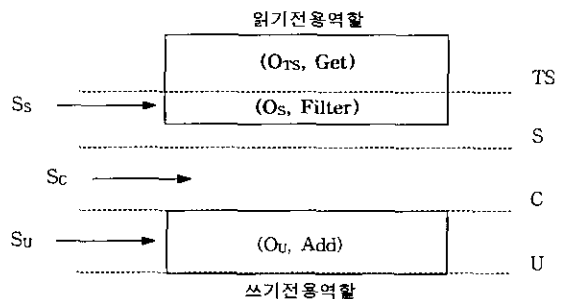 읽기전용역할
(OTS, Get)
TS
SS
(OS, Filter)
S
SC
C
SU
(OU, Add)
U
쓰기전용역할